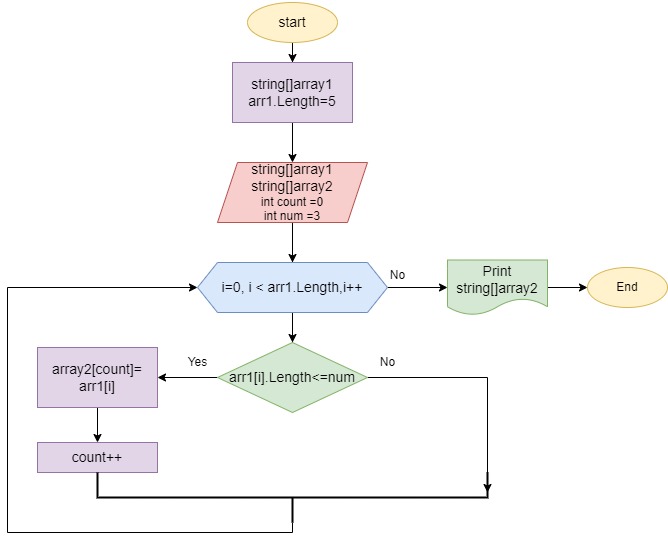 start
string[]array1
arr1.Length=5
string[]array1
string[]array2
int count =0
int num =3
i=0, i < arr1.Length,i++
No
Print
string[]array2
End
Yes
No
arr1[i].Length<=num
array2[count]=
arr1[i]
count++